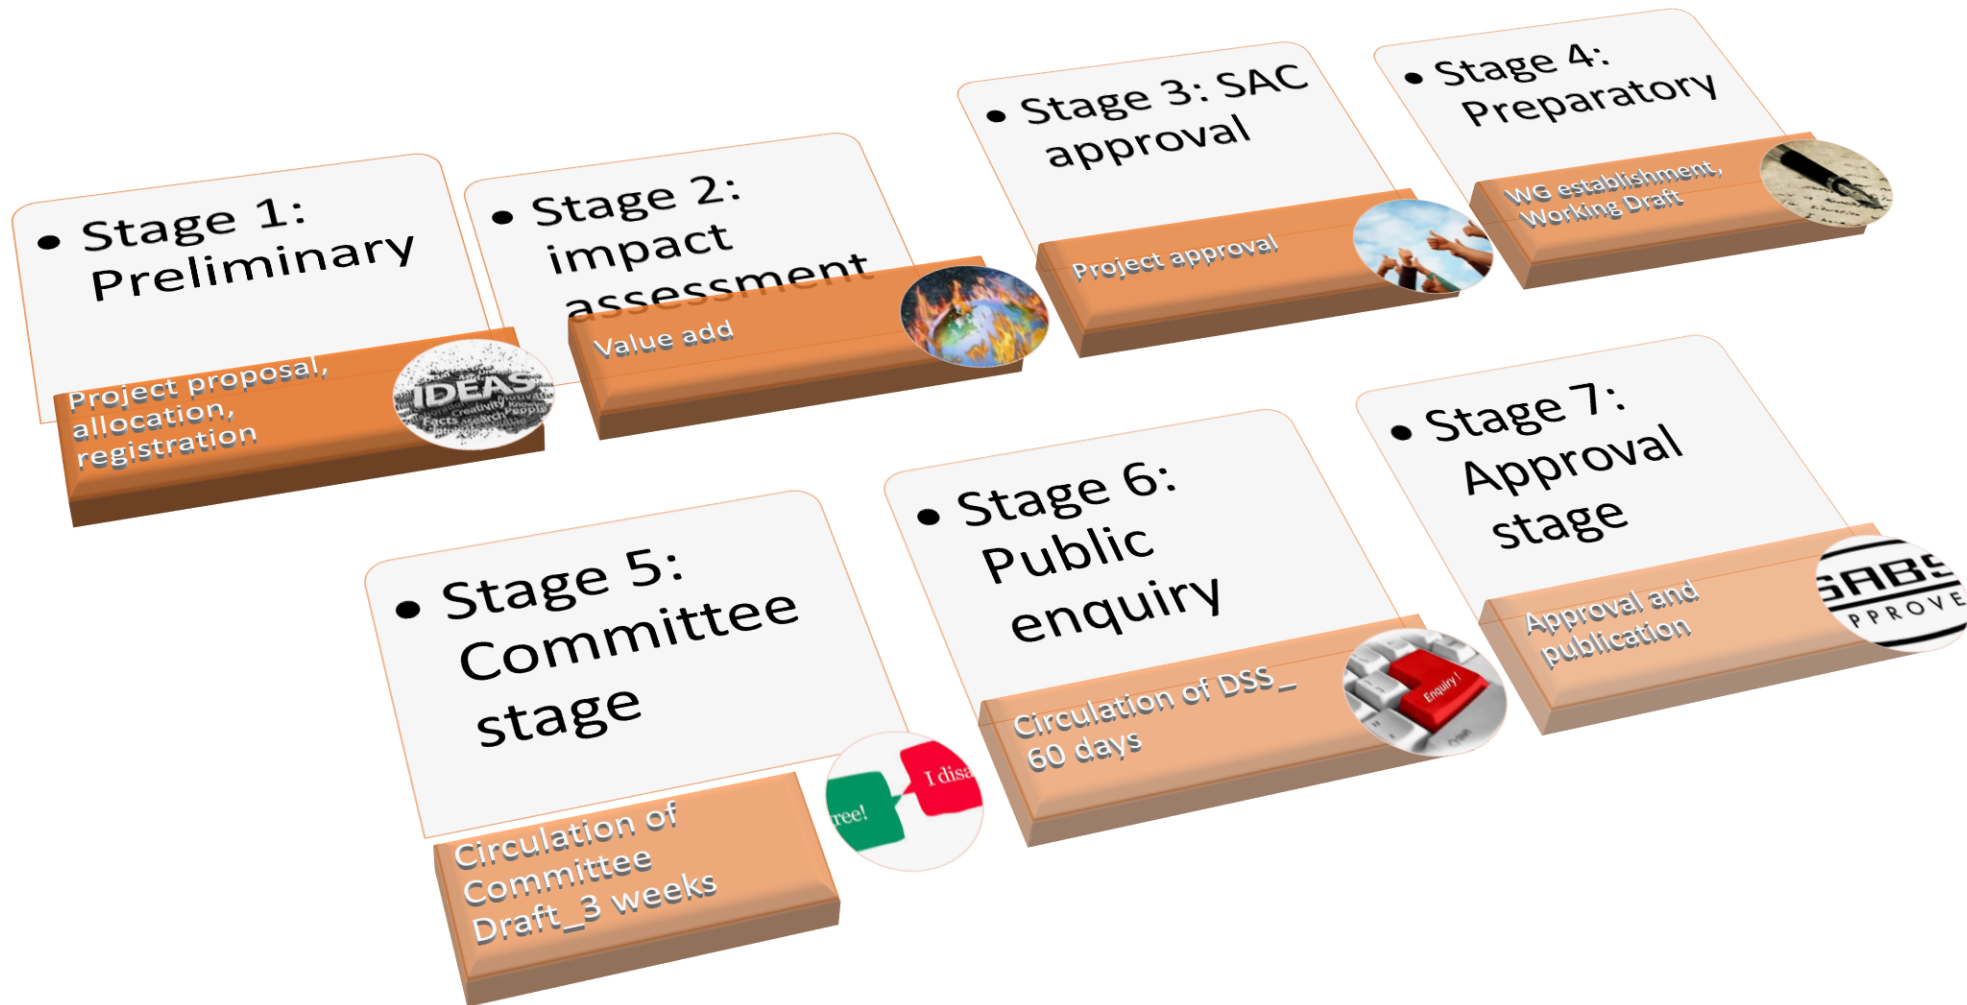 • Stage 1:
Preliminary
Project proposal,
allocation,
registration
IDEAS
Creativity
Facts
People
• Stage 2:
impact
assessment
Value add
• Stage 3: SAC
approval
Project approval
• Stage 4:
Preparatory
WG establishment,
Working Draft
• Stage 5:
Committee
stage
Circulation of
Committee
Draft_3 weeks
ree!
I disa
• Stage 6:
Public
enquiry
Circulation of DSS_
60 days
Enquiry !
• Stage 7:
Approval
stage
Approval and
publication
SABS
PPROVE